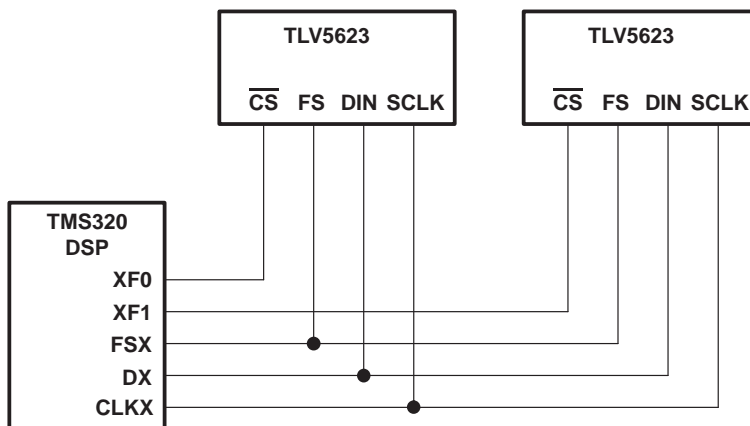 TLV5623
TLV5623
CS FS DIN SCLK
CS FS DIN SCLK
TMS320
DSP
XF0
XF1
FSX
DX
CLKX